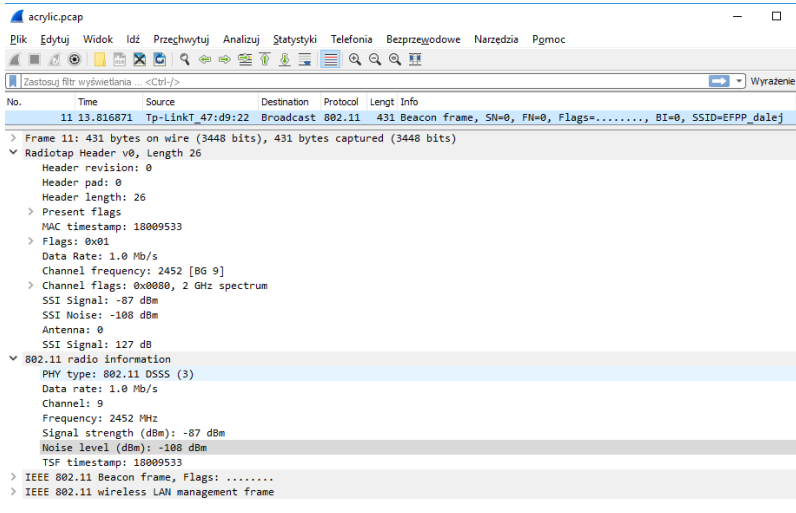 acrylic.pcap
Plik Edytuj Widok Idź Przechwytuj Analizuj Statystyki Telefonia Bezprzewodowe Narzędzia Pomoc
Zastosuj filtr wyświetlania ... <Ctrl-/> Wyrażenie
No. Time Source Destination Protocol Lengt Info
11 13.816871 Tp-LinkT_47:d9:22 Broadcast 802.11 431 Beacon frame, SN=0, FN=0, Flags=........, BI=0, SSID=EFPP_dalej
Frame 11: 431 bytes on wire (3448 bits), 431 bytes captured (3448 bits)
Radiotap Header v0, Length 26
Header revision: 0
Header pad: 0
Header length: 26
Present flags
MAC timestamp: 18009533
Flags: 0x01
Data Rate: 1.0 Mb/s
Channel frequency: 2452 [BG 9]
Channel flags: 0x0080, 2 GHz spectrum
SSI Signal: -87 dBm
SSI Noise: -108 dBm
Antenna: 0
SSI Signal: 127 dB
802.11 radio information
PHY type: 802.11 DSSS (3)
Data rate: 1.0 Mb/s
Channel: 9
Frequency: 2452 MHz
Signal strength (dBm): -87 dBm
Noise level (dBm): -108 dBm
TSF timestamp: 18009533
IEEE 802.11 Beacon frame, Flags: ........
IEEE 802.11 wireless LAN management frame